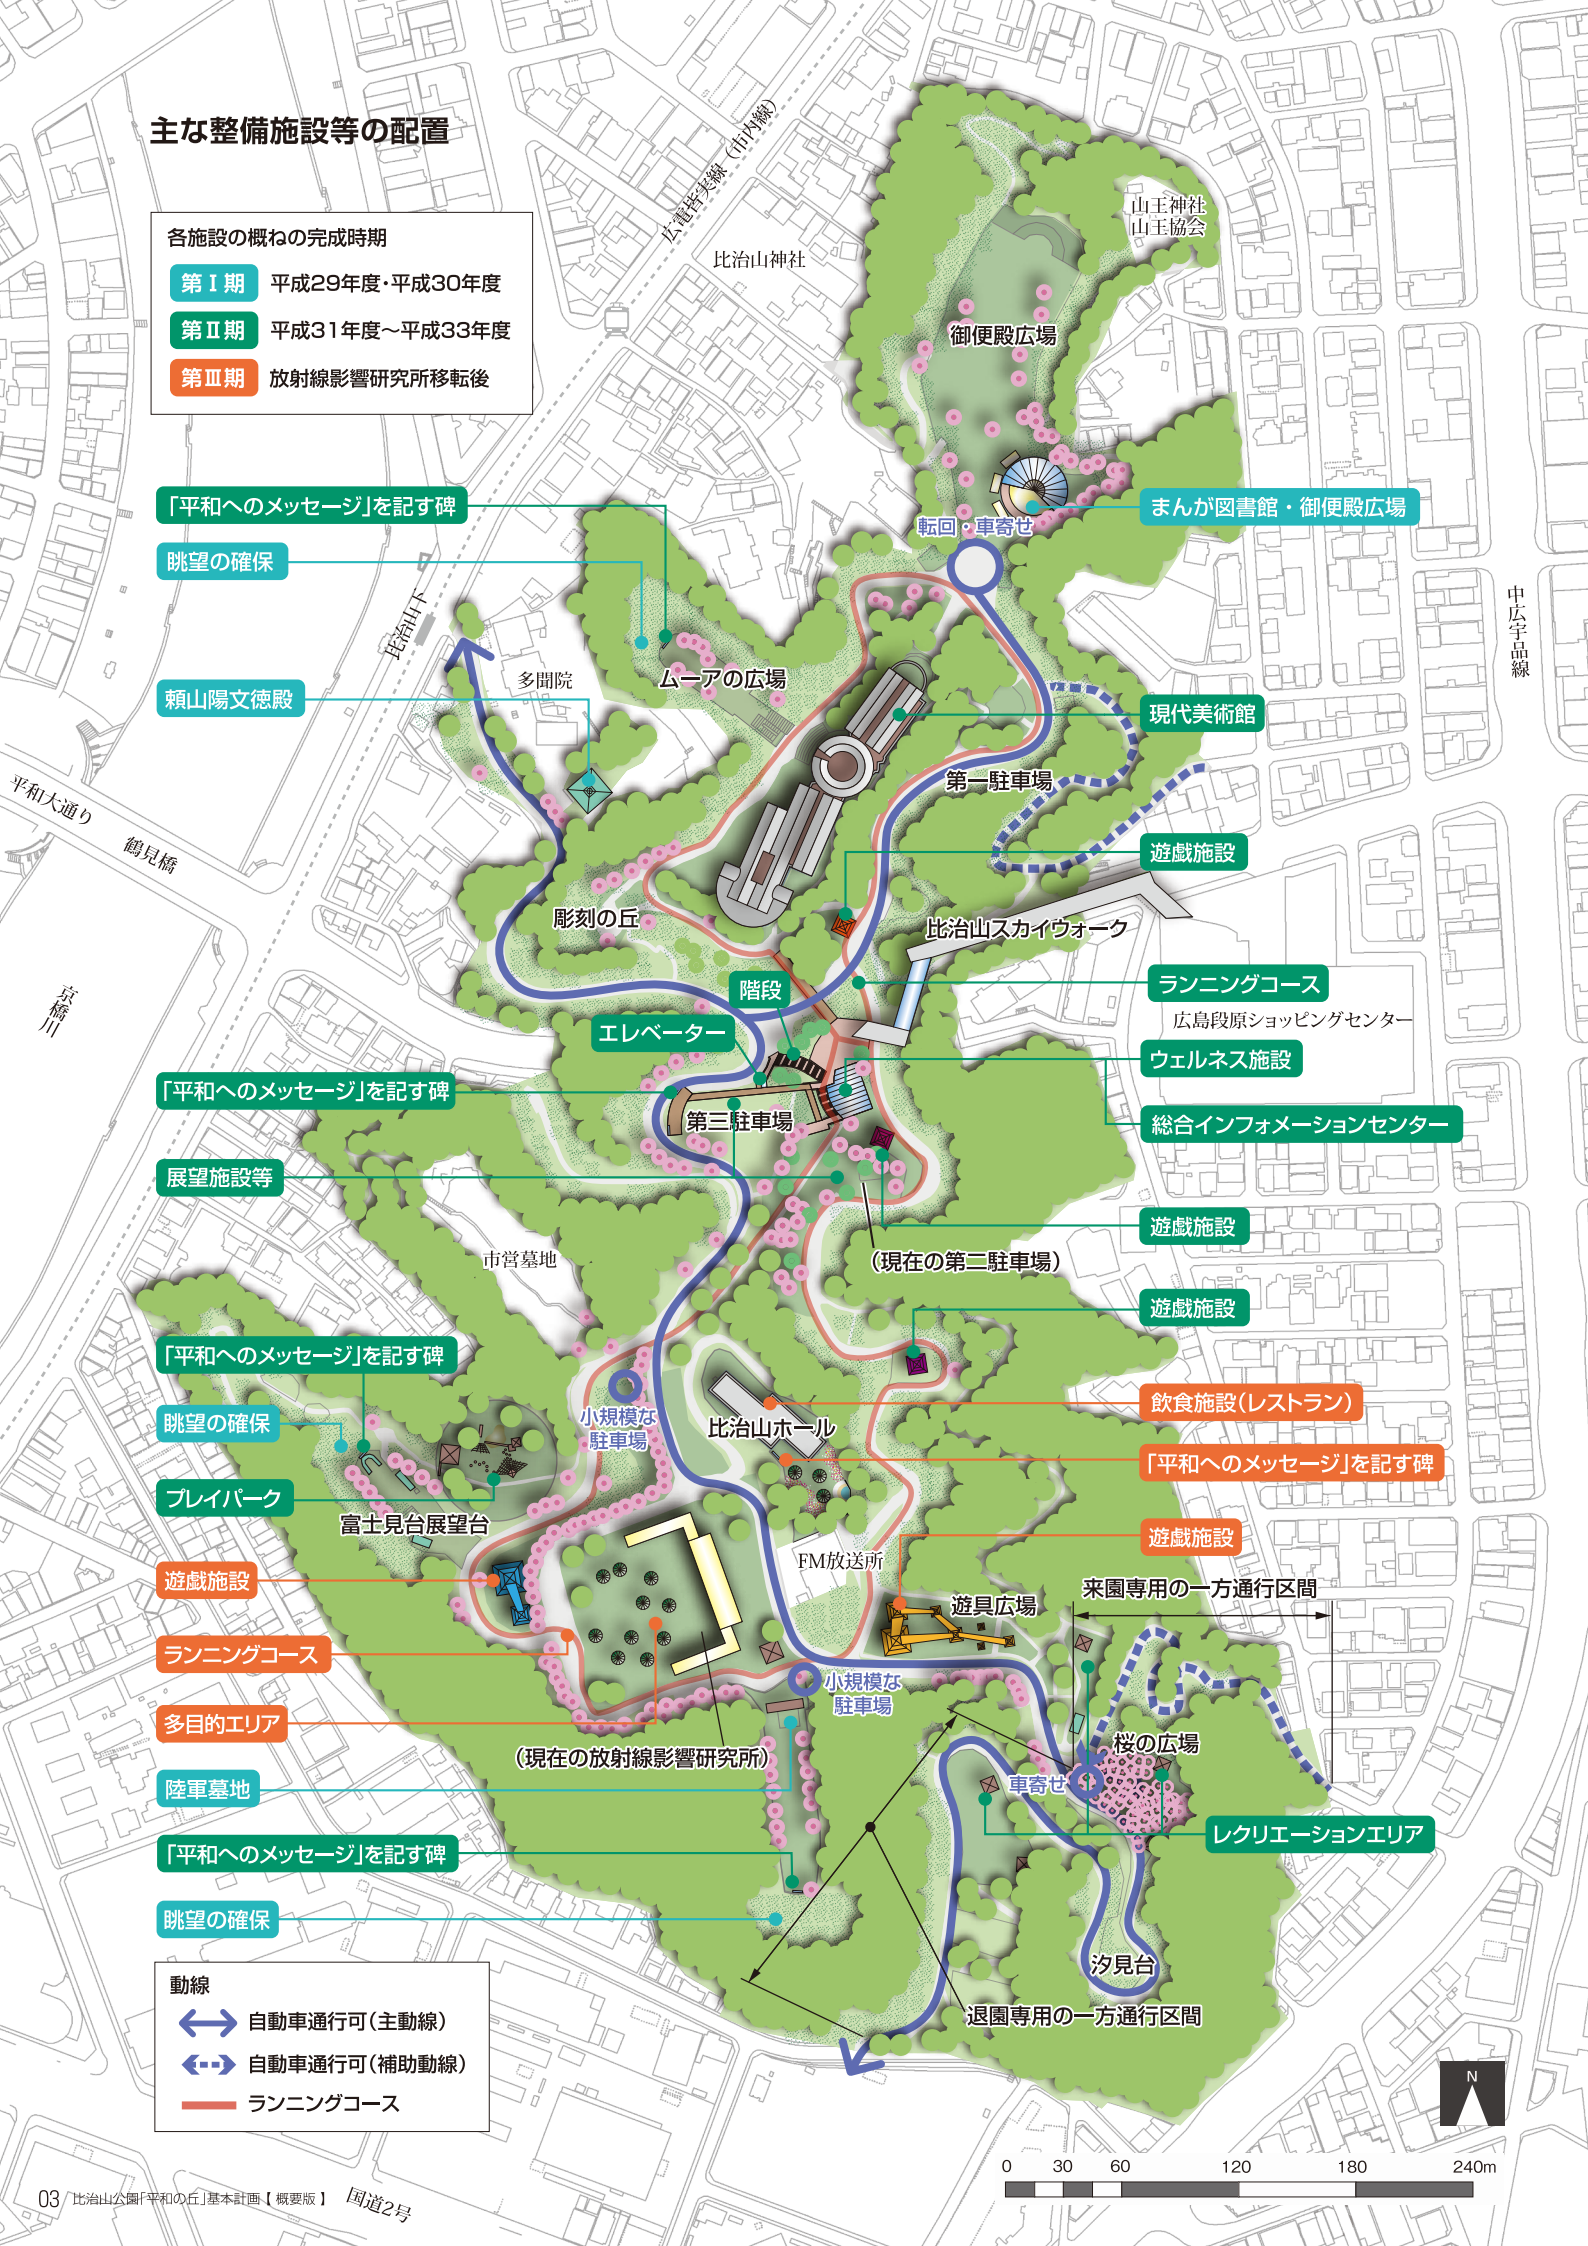 主な整備施設等の配置
各施設の概ねの完成時期
第Ⅰ期 平成29年度・平成30年度
第Ⅱ期 平成31年度～平成33年度
第Ⅲ期 放射線影響研究所移転後
広電皆実線（市内線）
比治山神社
山王神社
山王協会
御便殿広場
「平和へのメッセージ」を記す碑
まんが図書館・御便殿広場
転回・車寄せ
眺望の確保
比治山下
中広宇品線
多聞院
ムーアの広場
頼山陽文徳殿
現代美術館
第一駐車場
平和大通り
鶴見橋
遊戯施設
彫刻の丘
比治山スカイウォーク
京橋川
階段
ランニングコース
広島段原ショッピングセンター
エレベーター
ウェルネス施設
「平和へのメッセージ」を記す碑
第三駐車場
総合インフォメーションセンター
展望施設等
遊戯施設
（現在の第二駐車場）
市営墓地
遊戯施設
「平和へのメッセージ」を記す碑
飲食施設（レストラン）
眺望の確保
小規模な
駐車場
比治山ホール
「平和へのメッセージ」を記す碑
プレイパーク
富士見台展望台
遊戯施設
FM放送所
遊戯施設
来園専用の一方通行区間
遊具広場
ランニングコース
小規模な
駐車場
多目的エリア
（現在の放射線影響研究所）
桜の広場
陸軍墓地
車寄せ
レクリエーションエリア
「平和へのメッセージ」を記す碑
眺望の確保
汐見台
退園専用の一方通行区間
動線
自動車通行可（主動線）
自動車通行可（補助動線）
ランニングコース
N
0 30 60 120 180 240m
03 比治山公園「平和の丘」基本計画【 概要版 】
国道2号